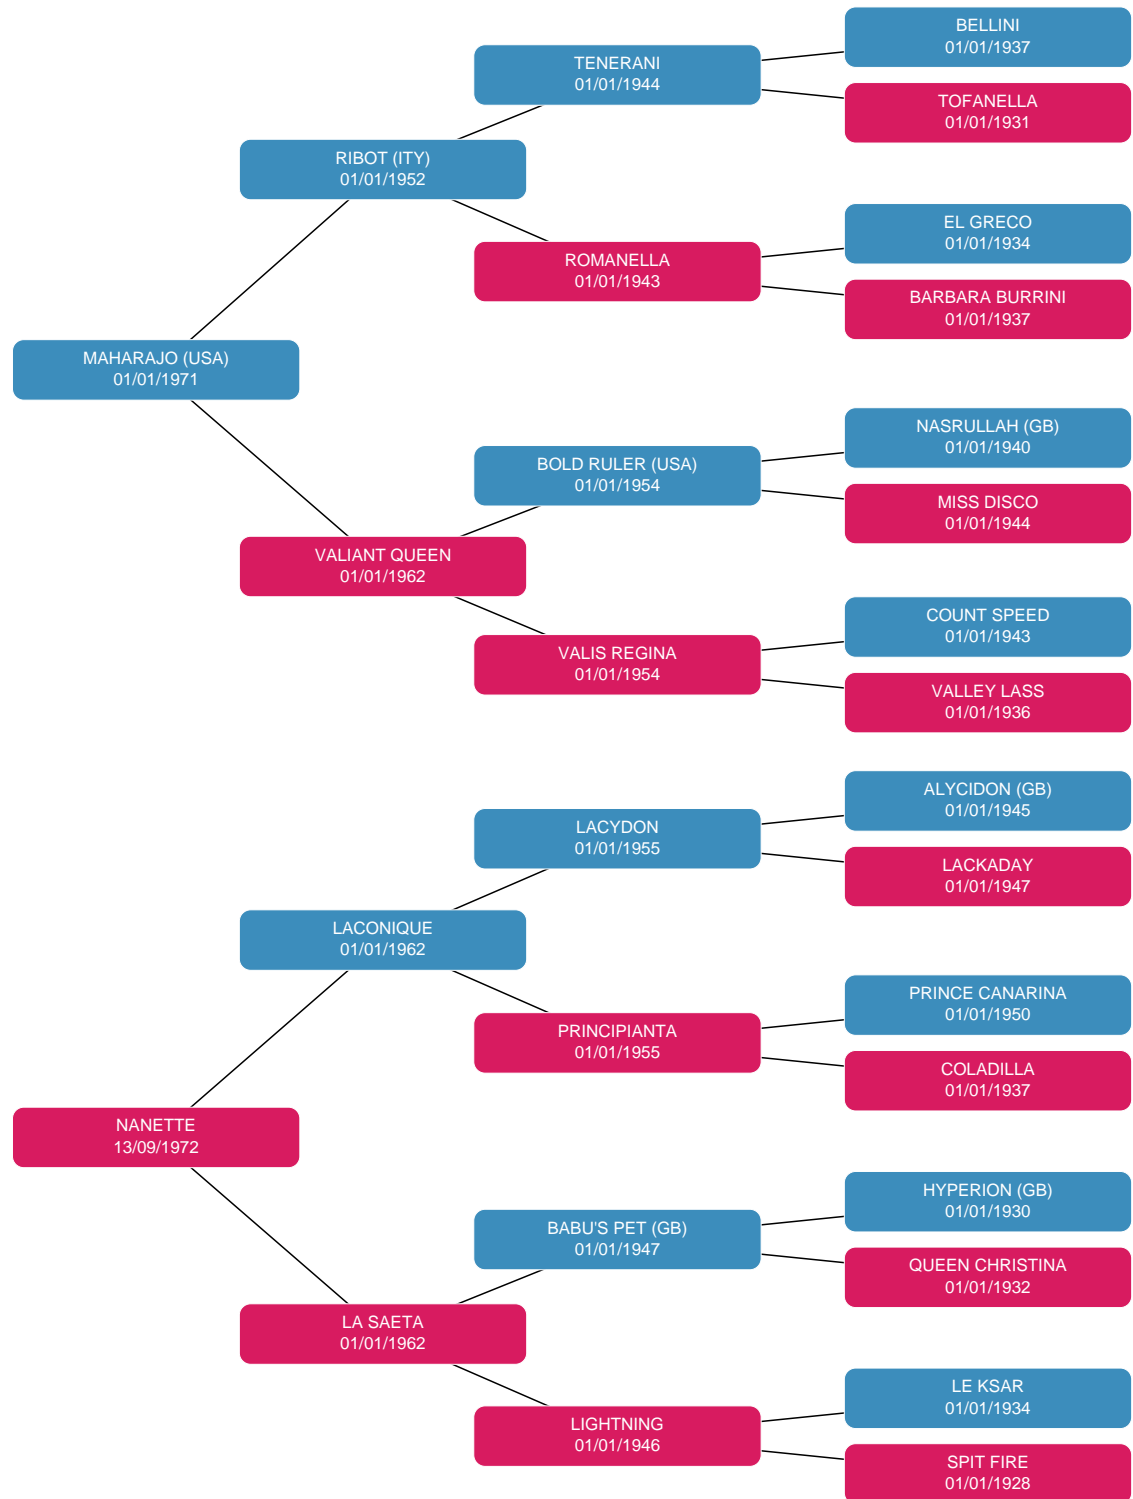 BELLINI
01/01/1937
TENERANI
01/01/1944
TOFANELLA
01/01/1931
RIBOT (ITY)
01/01/1952
EL GRECO
01/01/1934
ROMANELLA
01/01/1943
BARBARA BURRINI
01/01/1937
MAHARAJO (USA)
01/01/1971
NASRULLAH (GB)
01/01/1940
BOLD RULER (USA)
01/01/1954
MISS DISCO
01/01/1944
VALIANT QUEEN
01/01/1962
COUNT SPEED
01/01/1943
VALIS REGINA
01/01/1954
VALLEY LASS
01/01/1936
ALYCIDON (GB)
01/01/1945
LACYDON
01/01/1955
LACKADAY
01/01/1947
LACONIQUE
01/01/1962
PRINCE CANARINA
01/01/1950
PRINCIPIANTA
01/01/1955
COLADILLA
01/01/1937
NANETTE
13/09/1972
HYPERION (GB)
01/01/1930
BABU'S PET (GB)
01/01/1947
QUEEN CHRISTINA
01/01/1932
LA SAETA
01/01/1962
LE KSAR
01/01/1934
LIGHTNING
01/01/1946
SPIT FIRE
01/01/1928